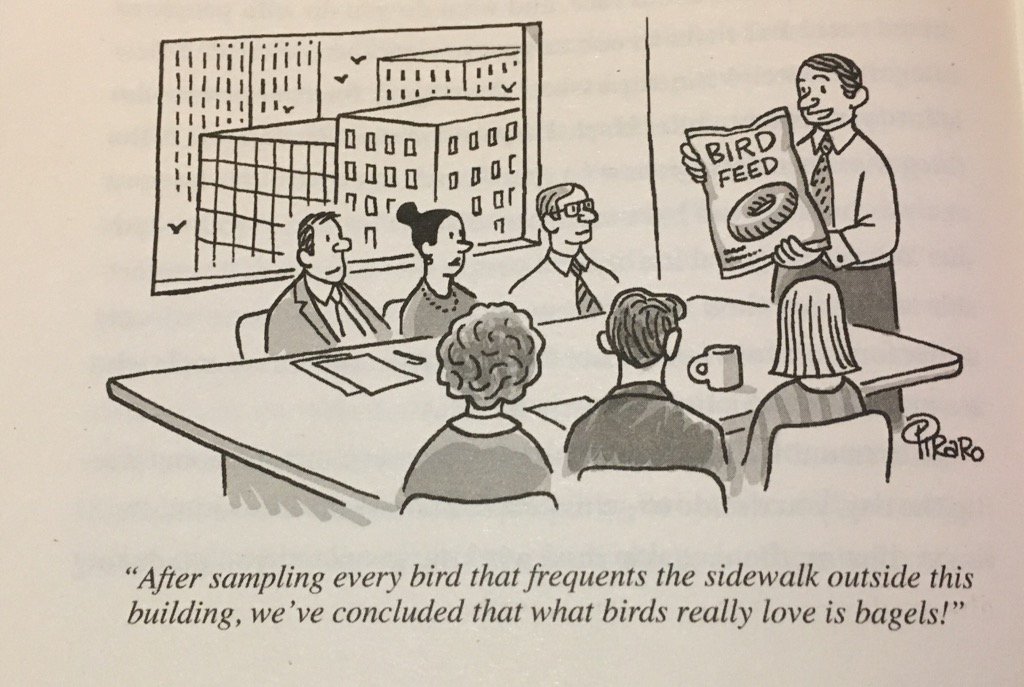 BIRD
FEED
PIRARO
“After sampling every bird that frequents the sidewalk outside this
building, we’ve concluded that what birds really love is bagels!”